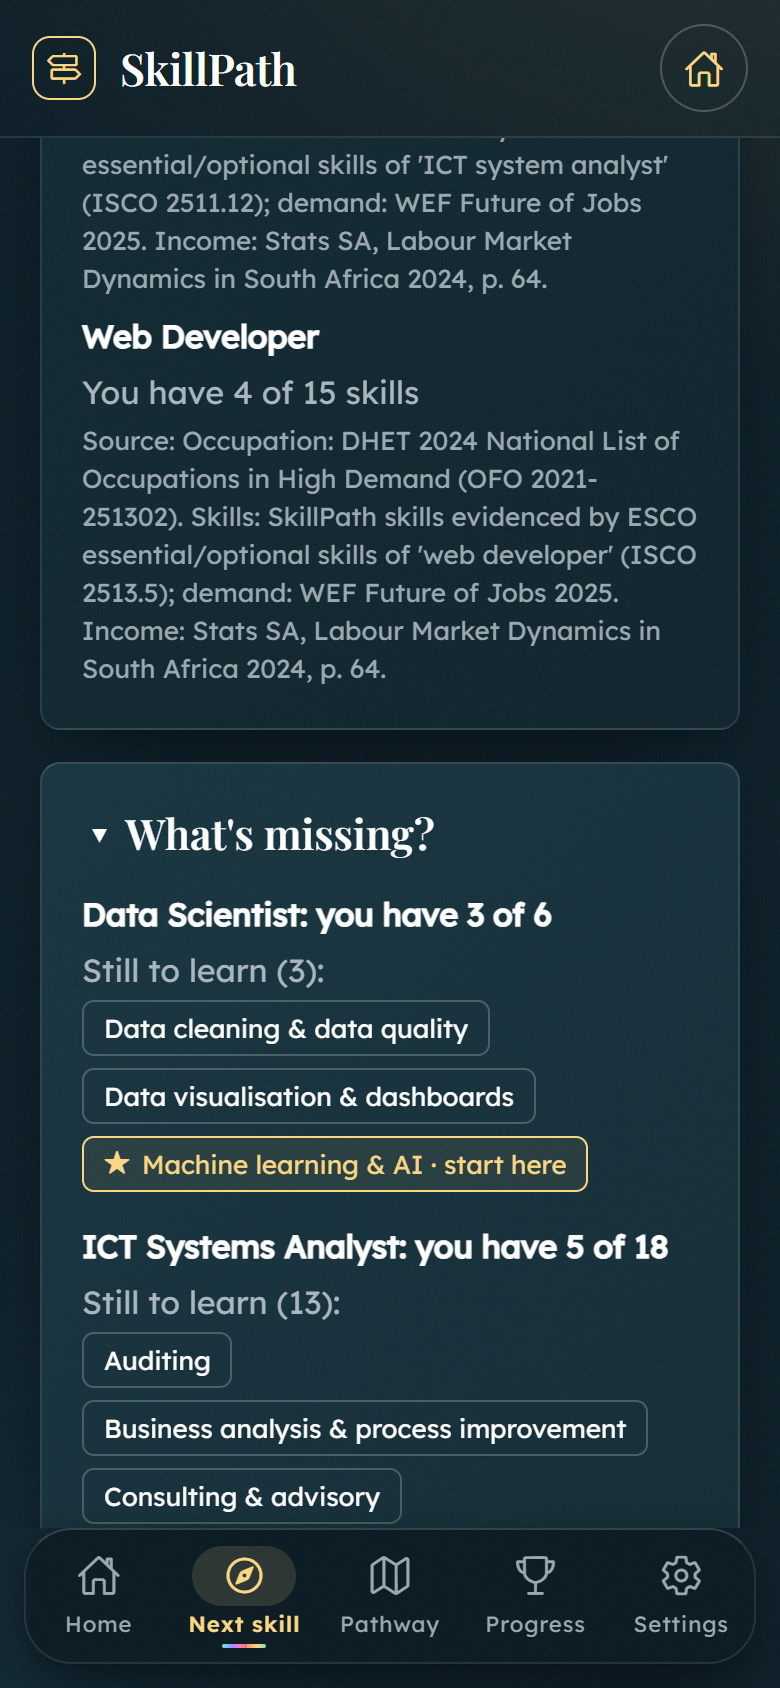 SkillPath
essential/optional skills of 'ICT system analyst'
(ISCO 2511.12); demand: WEF Future of Jobs
2025. Income: Stats SA, Labour Market
Dynamics in South Africa 2024, p. 64.
Web Developer
You have 4 of 15 skills
Source: Occupation: DHET 2024 National List of
Occupations in High Demand (OFO 2021-
251302). Skills: SkillPath skills evidenced by ESCO
essential/optional skills of 'web developer' (ISCO
2513.5); demand: WEF Future of Jobs 2025.
Income: Stats SA, Labour Market Dynamics in
South Africa 2024, p. 64.
What's missing?
Data Scientist: you have 3 of 6
Still to learn (3):
Data cleaning & data quality
Data visualisation & dashboards
★ Machine learning & AI · start here
ICT Systems Analyst: you have 5 of 18
Still to learn (13):
Auditing
Business analysis & process improvement
Consulting & advisory
Home
Next skill
Pathway
Progress
Settings